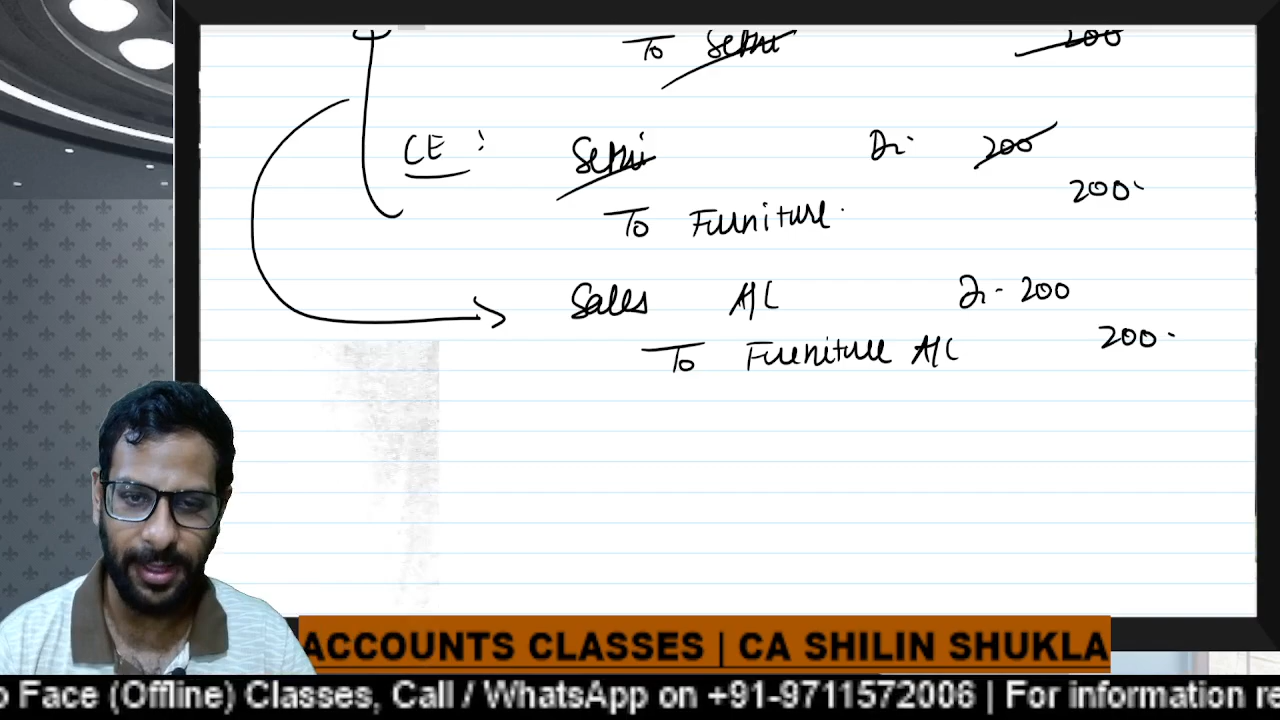 To Sethi 200
CE : Sethi Dr. 200
To Furniture. 200.
Sales A/C Dr. 200
To Furniture A/C 200.
ACCOUNTS CLASSES | CA SHILIN SHUKLA
o Face (Offline) Classes, Call / WhatsApp on +91-9711572006 | For information re